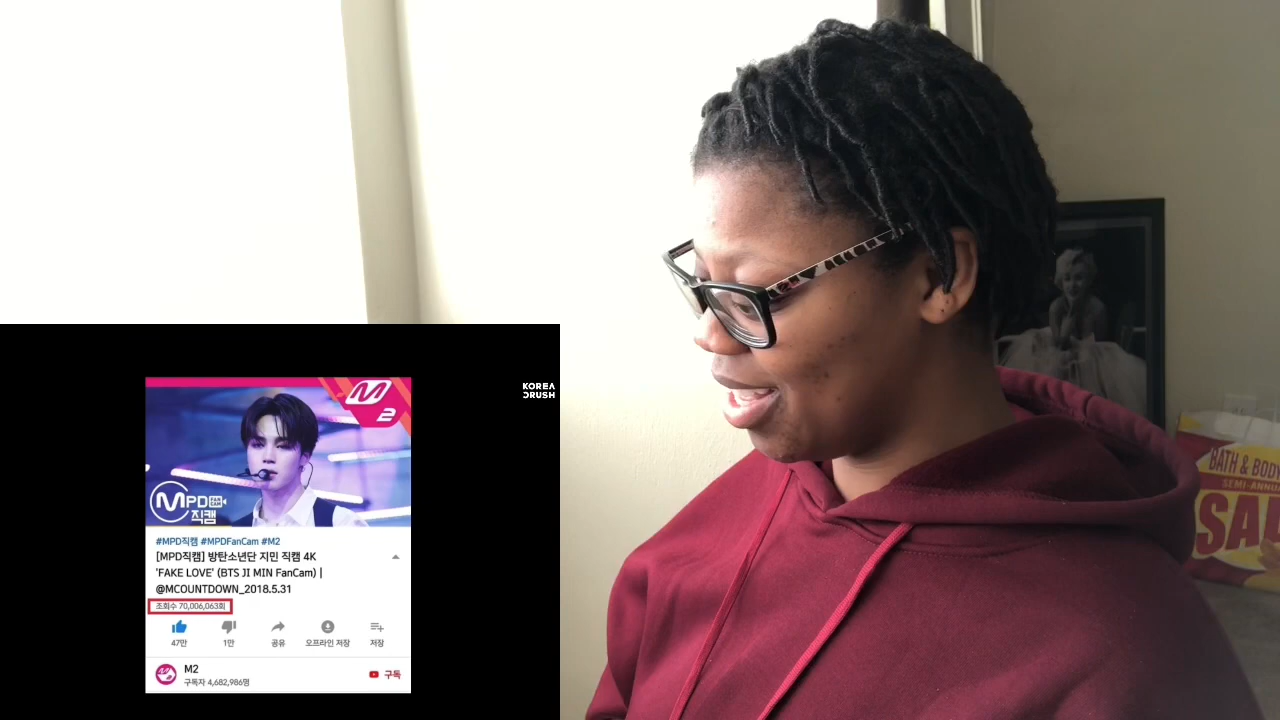 KOREA
CRUSH
M
2
MPD
직캠
#MPD직캠 #MPDFanCam #M2
[MPD직캠] 방탄소년단 지민 직캠 4K
'FAKE LOVE' (BTS JI MIN FanCam) |
@MCOUNTDOWN_2018.5.31
조회수 70,006,063회
47만
1만
공유
오프라인 저장
저장
M2
구독자 4,682,986명
구독
BATH & BODY
SEMI-ANNU
SAL